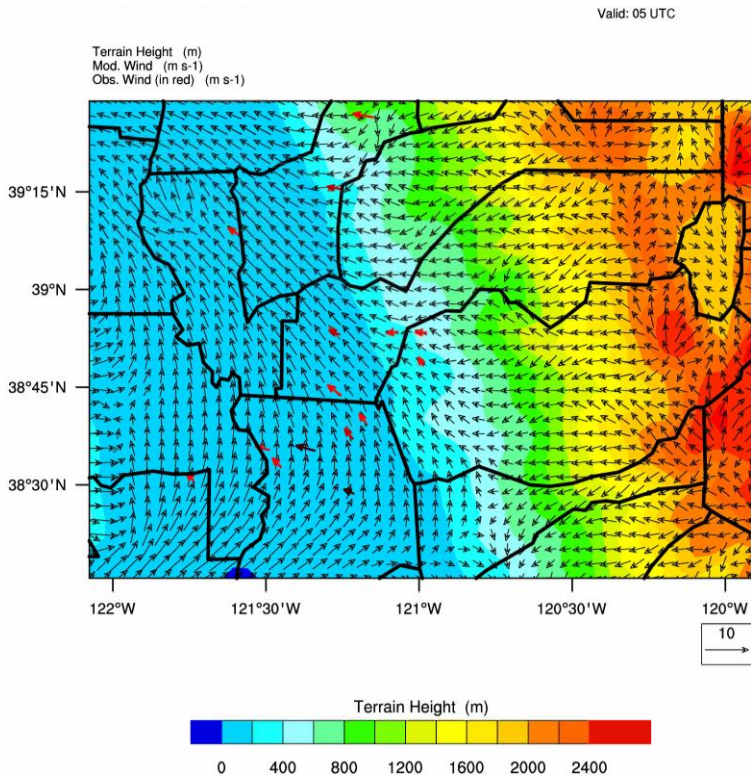 Valid: 05 UTC
Terrain Height (m)
Mod. Wind (m s-1)
Obs. Wind (in red) (m s-1)
39°15'N
39°N
38°45'N
38°30'N
122°W 121°30'W 121°W 120°30'W 120°W
10
Terrain Height (m)
0 400 800 1200 1600 2000 2400